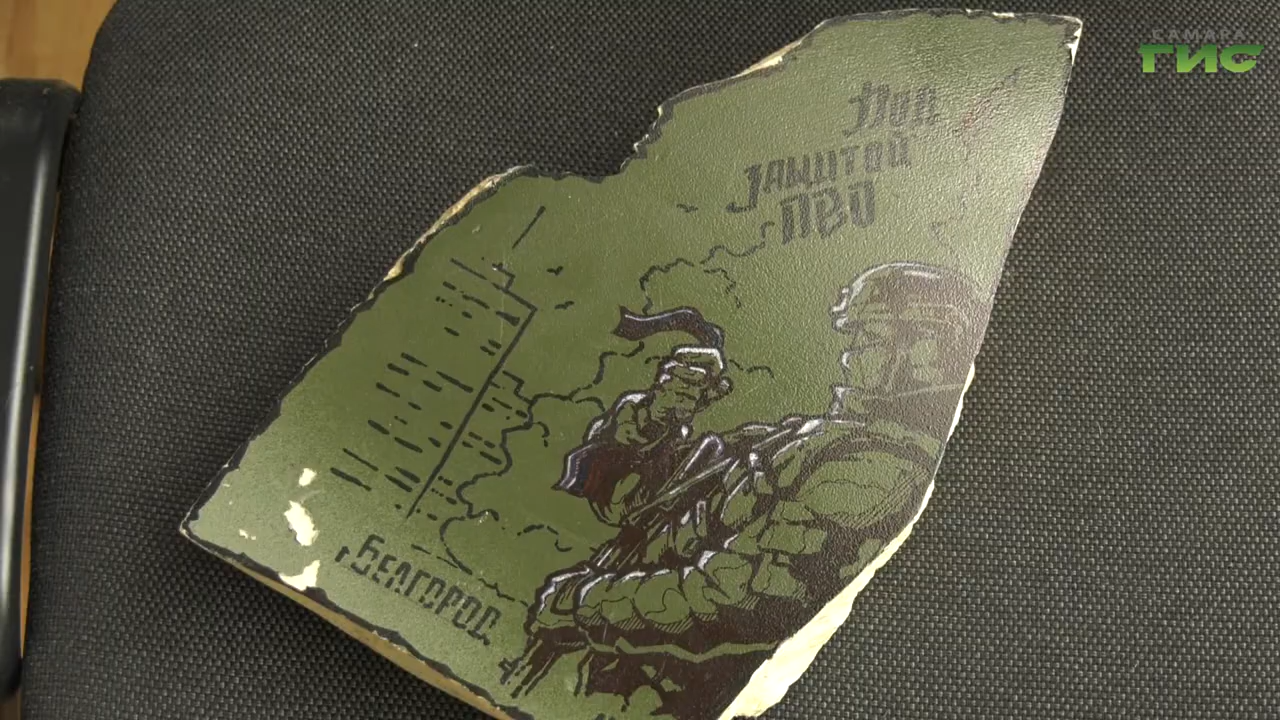 САМАРА
ГИС
Под
защитой
ПВО
Белгород